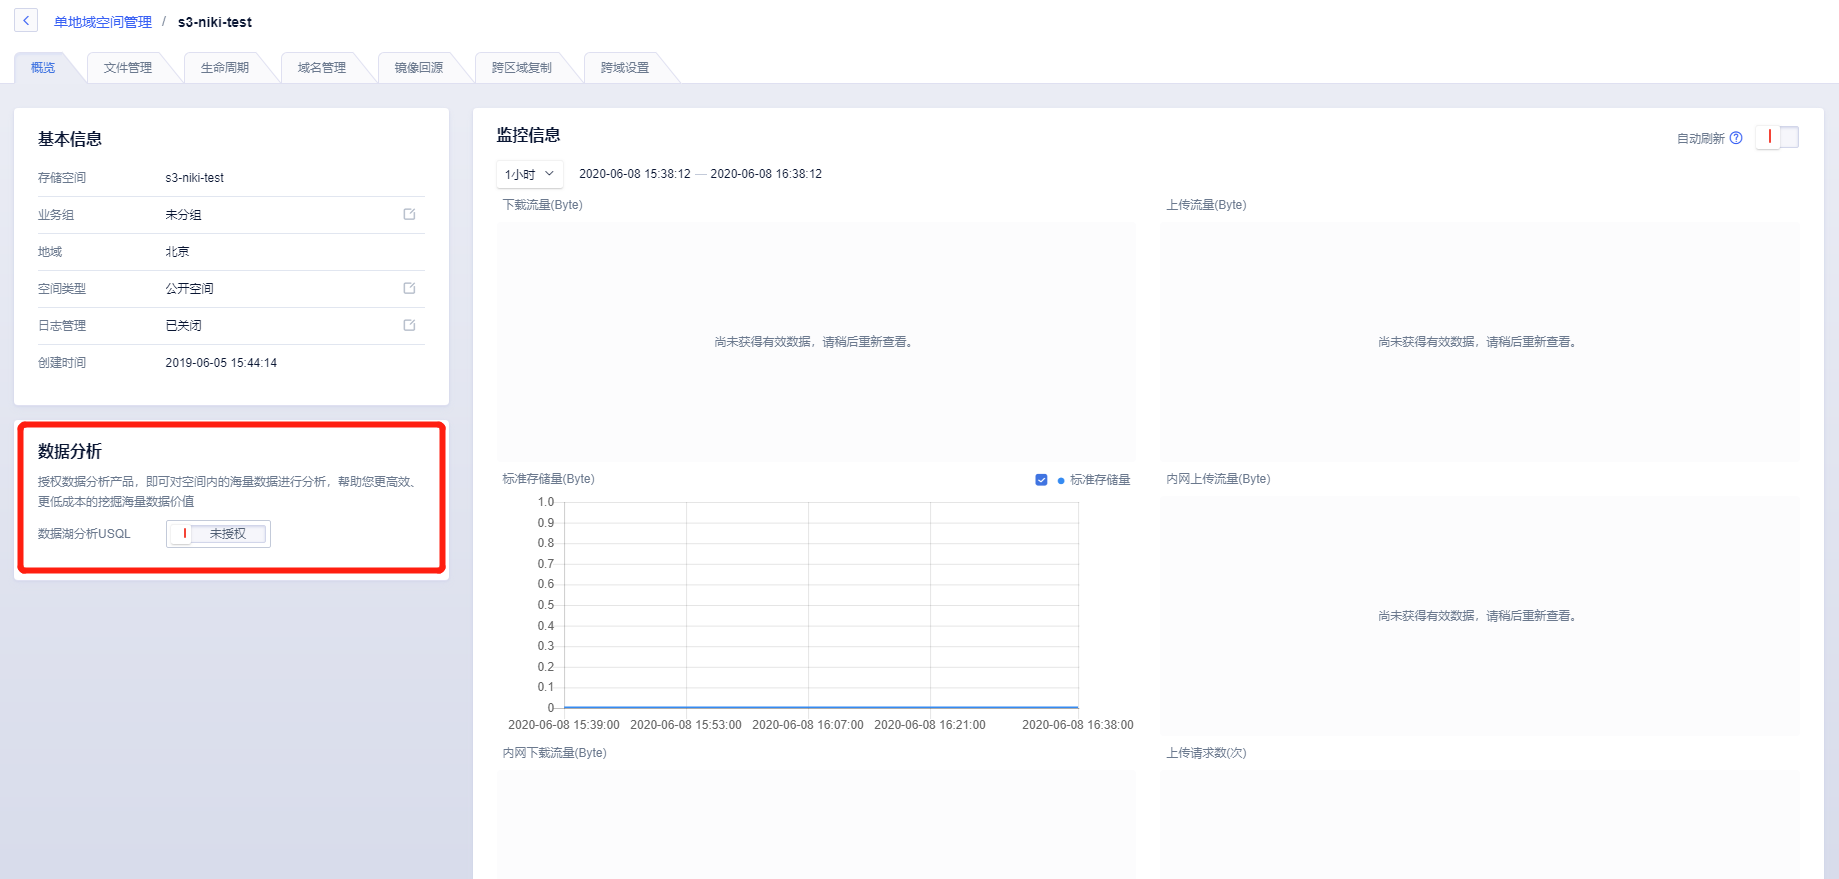 单地域空间管理 / s3-niki-test
概览 文件管理 生命周期 域名管理 镜像回源 跨区域复制 跨域设置
基本信息
存储空间 s3-niki-test
业务组 未分组
地域 北京
空间类型 公开空间
日志管理 已关闭
创建时间 2019-06-05 15:44:14
数据分析
授权数据分析产品，即可对空间内的海量数据进行分析，帮助您更高效、
更低成本的挖掘海量数据价值
数据湖分析USQL 未授权
监控信息
自动刷新
1小时 2020-06-08 15:38:12 — 2020-06-08 16:38:12
下载流量(Byte)
尚未获得有效数据，请稍后重新查看。
上传流量(Byte)
尚未获得有效数据，请稍后重新查看。
标准存储量(Byte)
标准存储量
1.0
0.9
0.8
0.7
0.6
0.5
0.4
0.3
0.2
0.1
0
2020-06-08 15:39:00 2020-06-08 15:53:00 2020-06-08 16:07:00 2020-06-08 16:21:00 2020-06-08 16:38:00
内网上传流量(Byte)
尚未获得有效数据，请稍后重新查看。
内网下载流量(Byte)
上传请求数(次)